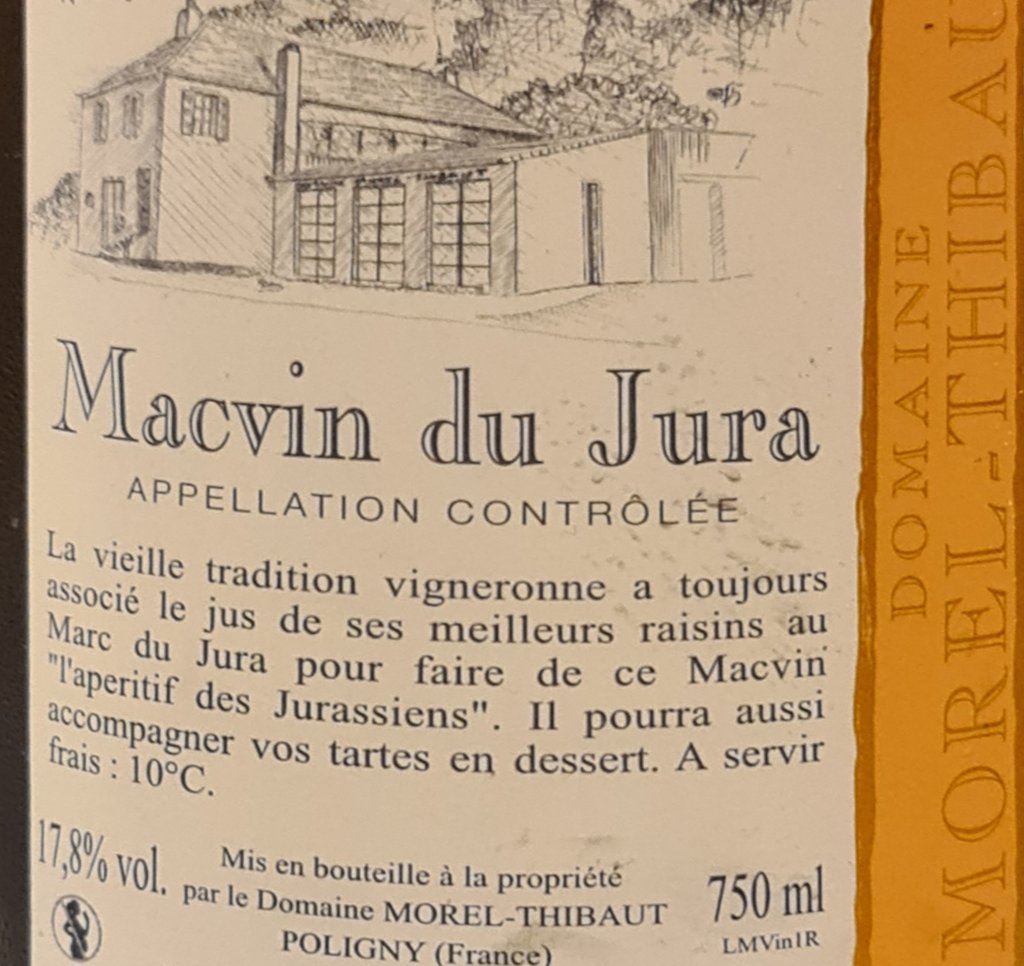 Macvin du Jura
APPELLATION CONTRÔLÉE
La vieille tradition vigneronne a toujours
associé le jus de ses meilleurs raisins au
Marc du Jura pour faire de ce Macvin
"l'aperitif des Jurassiens". Il pourra aussi
accompagner vos tartes en dessert. A servir
frais : 10°C.
17,8% vol.
Mis en bouteille à la propriété
par le Domaine MOREL-THIBAUT
POLIGNY (France)
750 ml
LMVin1R
DOMAINE
MOREL-THIBAU